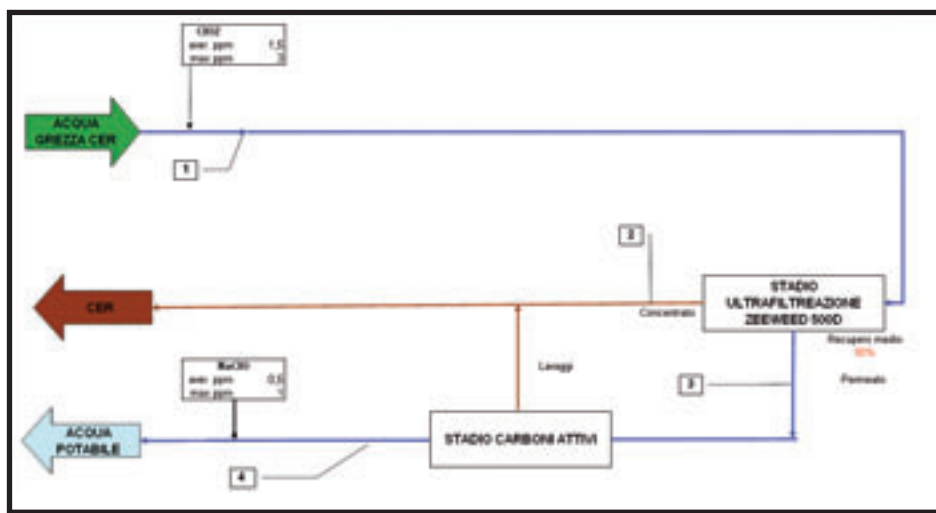 ClO2
aver. ppm 1,5
max ppm 3
ACQUA
GREZZA CER
1
2
STADIO
ULTRAFILTREAZIONE
ZEEWEED 500D
CER
Concentrato
Recupero medio
NaClO
aver. ppm 0,5
max ppm 1
Lavaggi
3
Permeato
ACQUA
POTABILE
STADIO CARBONI ATTIVI
4